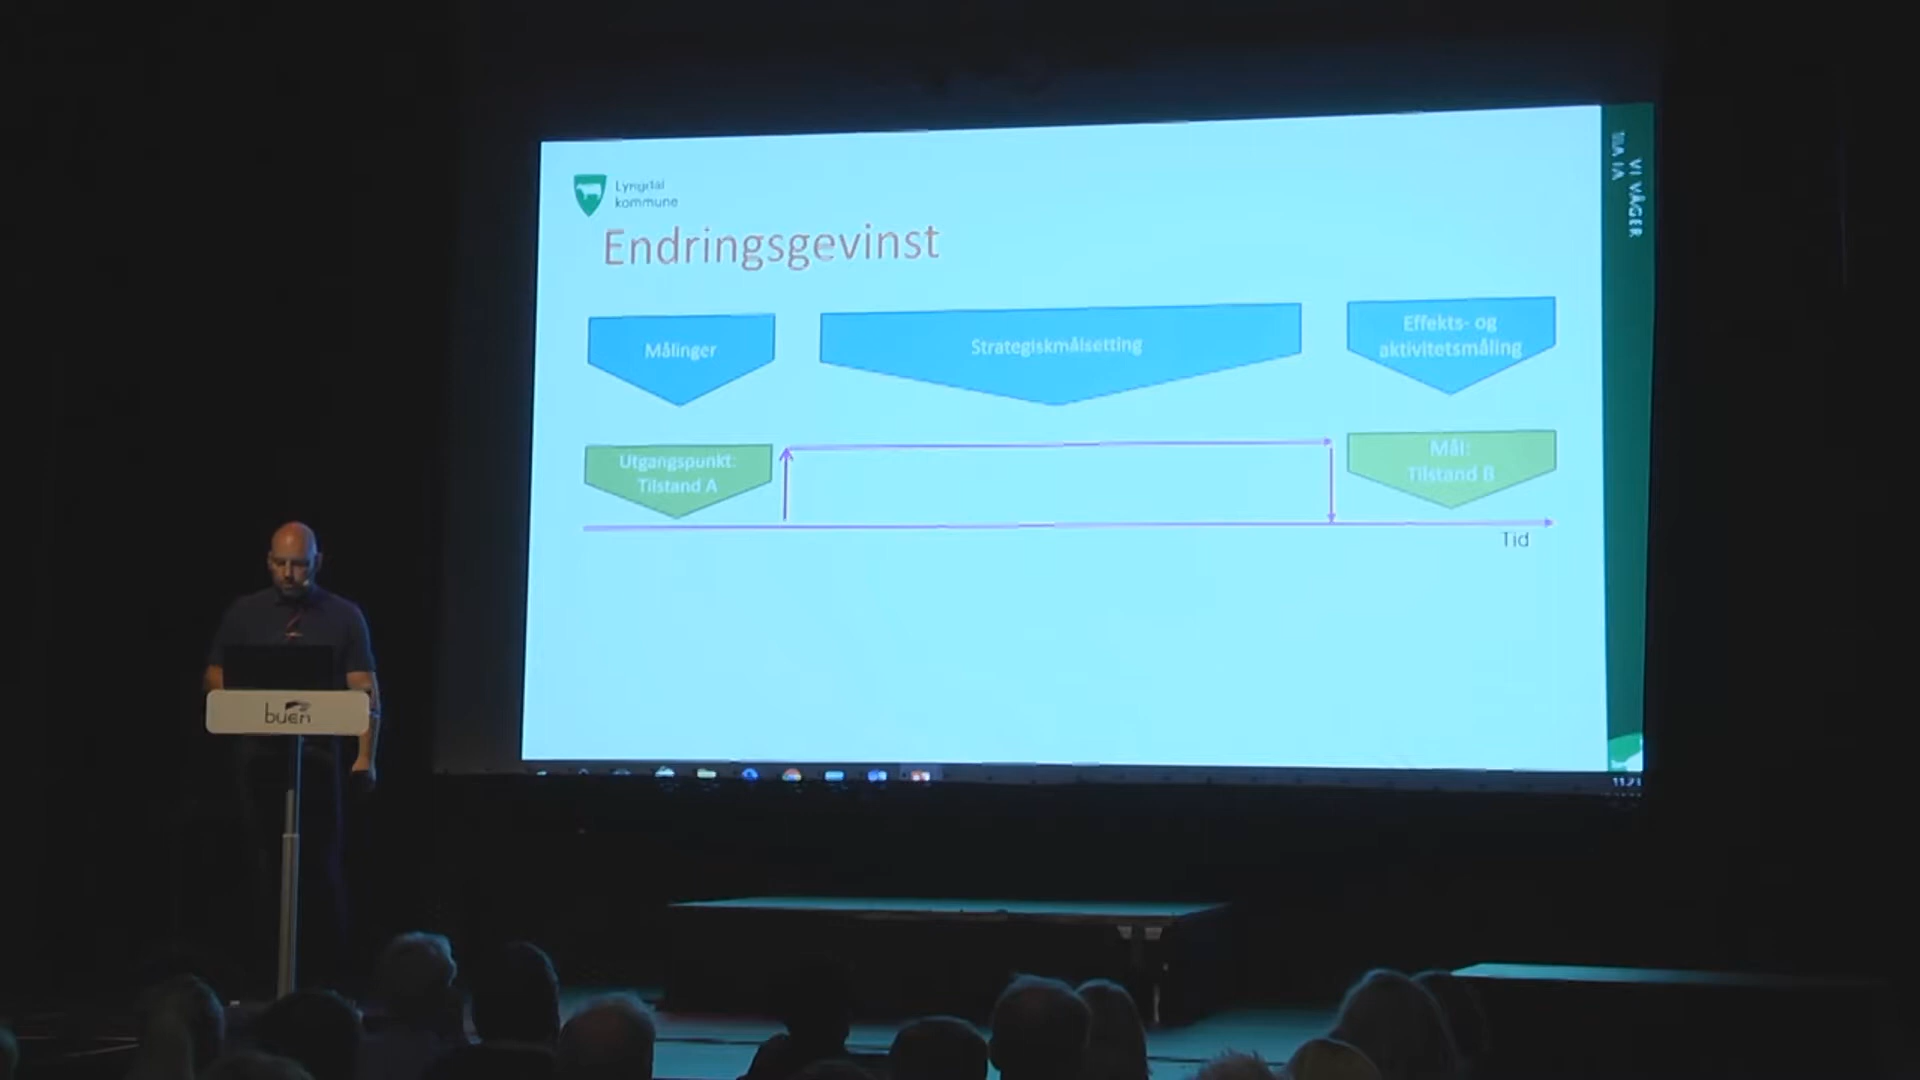 Lyngdal
kommune
Endringsgevinst
Målinger
Strategiskmålsetting
Effekts- og
aktivitetsmåling
Utgangspunkt:
Tilstand A
Mål:
Tilstand B
Tid
VI VÅGER
buen